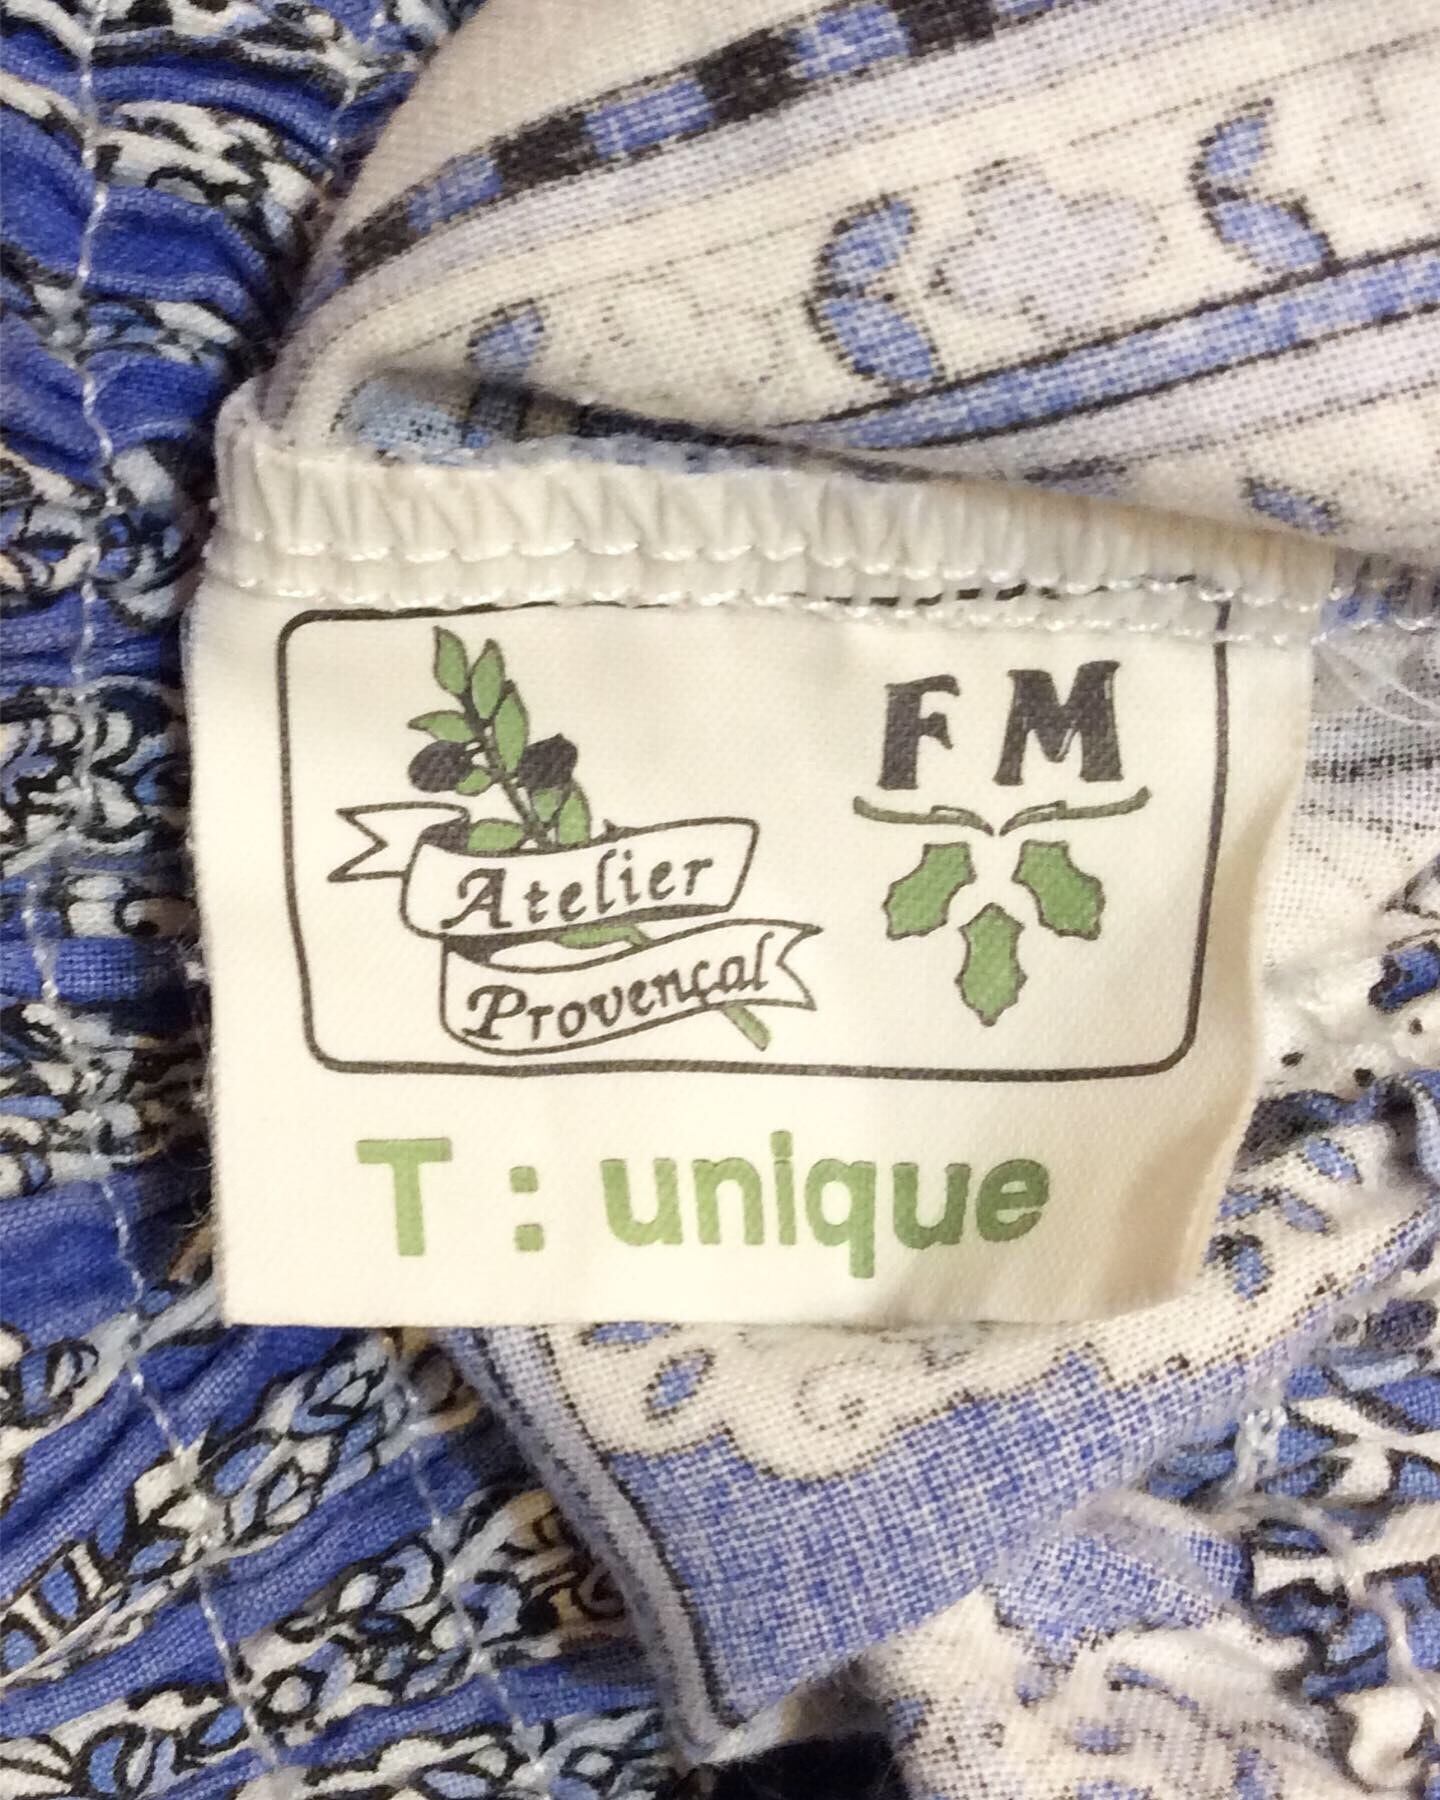 Atelier
Provençal
FM
T : unique